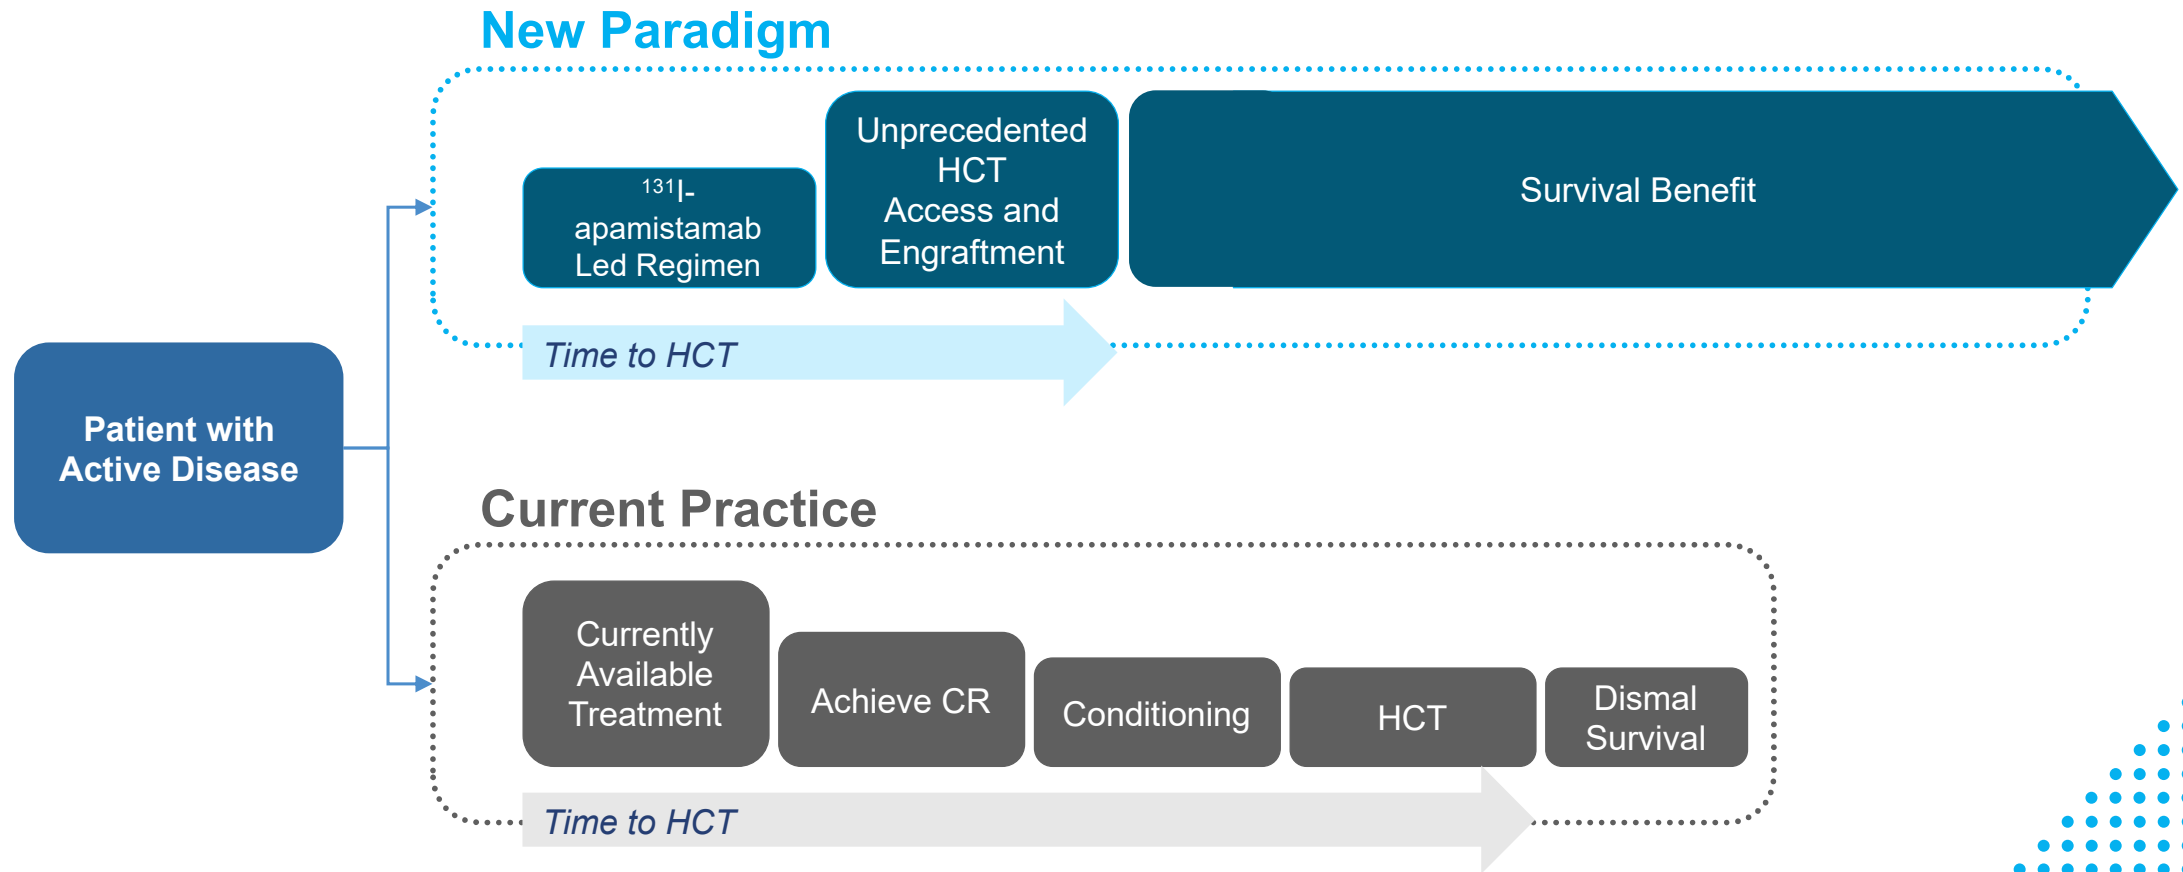 New Paradigm
¹³¹I-
apamistamab
Led Regimen
Unprecedented
HCT
Access and
Engraftment
Survival Benefit
Time to HCT
Patient with
Active Disease
Current Practice
Currently
Available
Treatment
Achieve CR
Conditioning
HCT
Dismal
Survival
Time to HCT